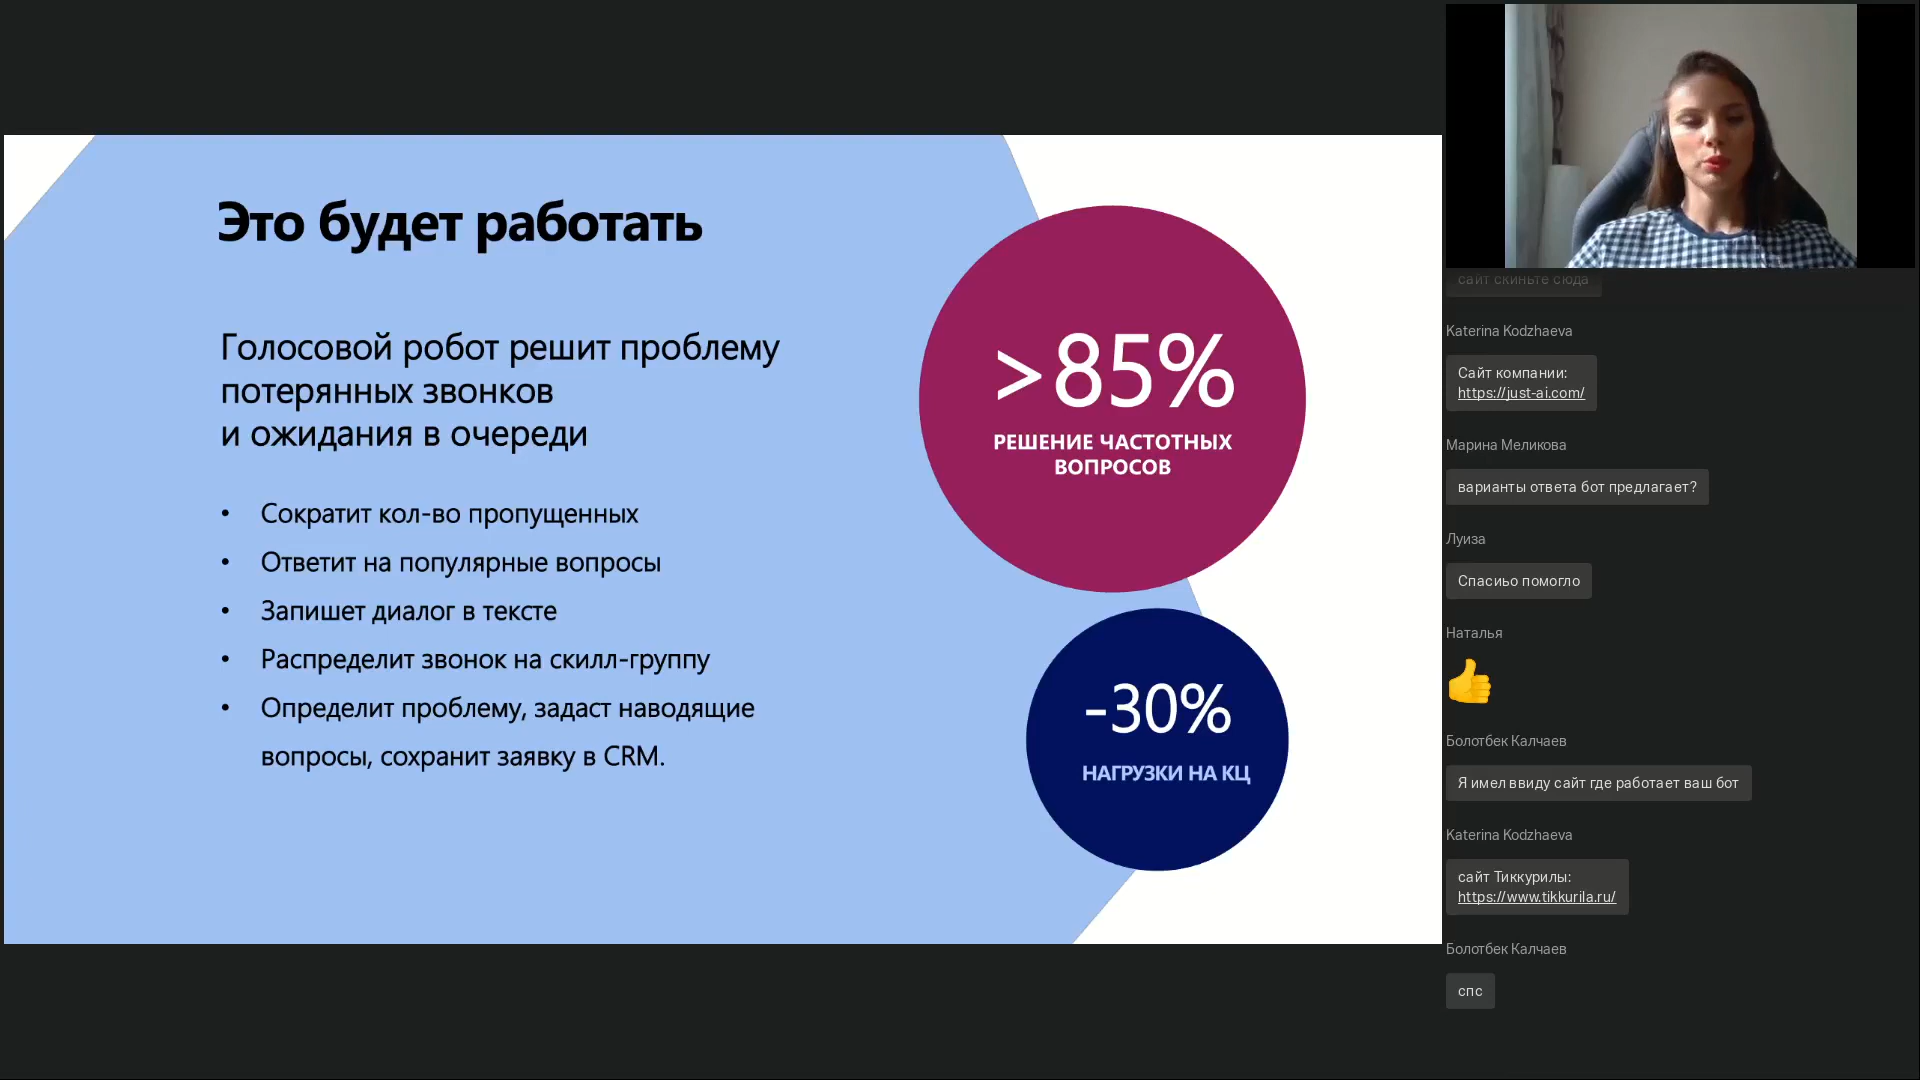 Это будет работать
Голосовой робот решит проблему
потерянных звонков
и ожидания в очереди
• Сократит кол-во пропущенных
• Ответит на популярные вопросы
• Запишет диалог в тексте
• Распределит звонок на скилл-группу
• Определит проблему, задаст наводящие
вопросы, сохранит заявку в CRM.
>85%
РЕШЕНИЕ ЧАСТОТНЫХ
ВОПРОСОВ
-30%
НАГРУЗКИ НА КЦ
сайт скиньте сюда
Katerina Kodzhaeva
Сайт компании:
https://just-ai.com/
Марина Меликова
варианты ответа бот предлагает?
Луиза
Спасиьо помогло
Наталья
Болотбек Калчаев
Я имел ввиду сайт где работает ваш бот
Katerina Kodzhaeva
сайт Тиккурилы:
https://www.tikkurila.ru/
Болотбек Калчаев
спс